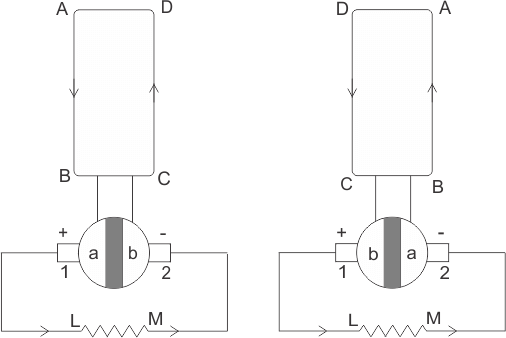 A D D A
B C C B
+ - + -
a b b a
1 2 1 2
L M L M